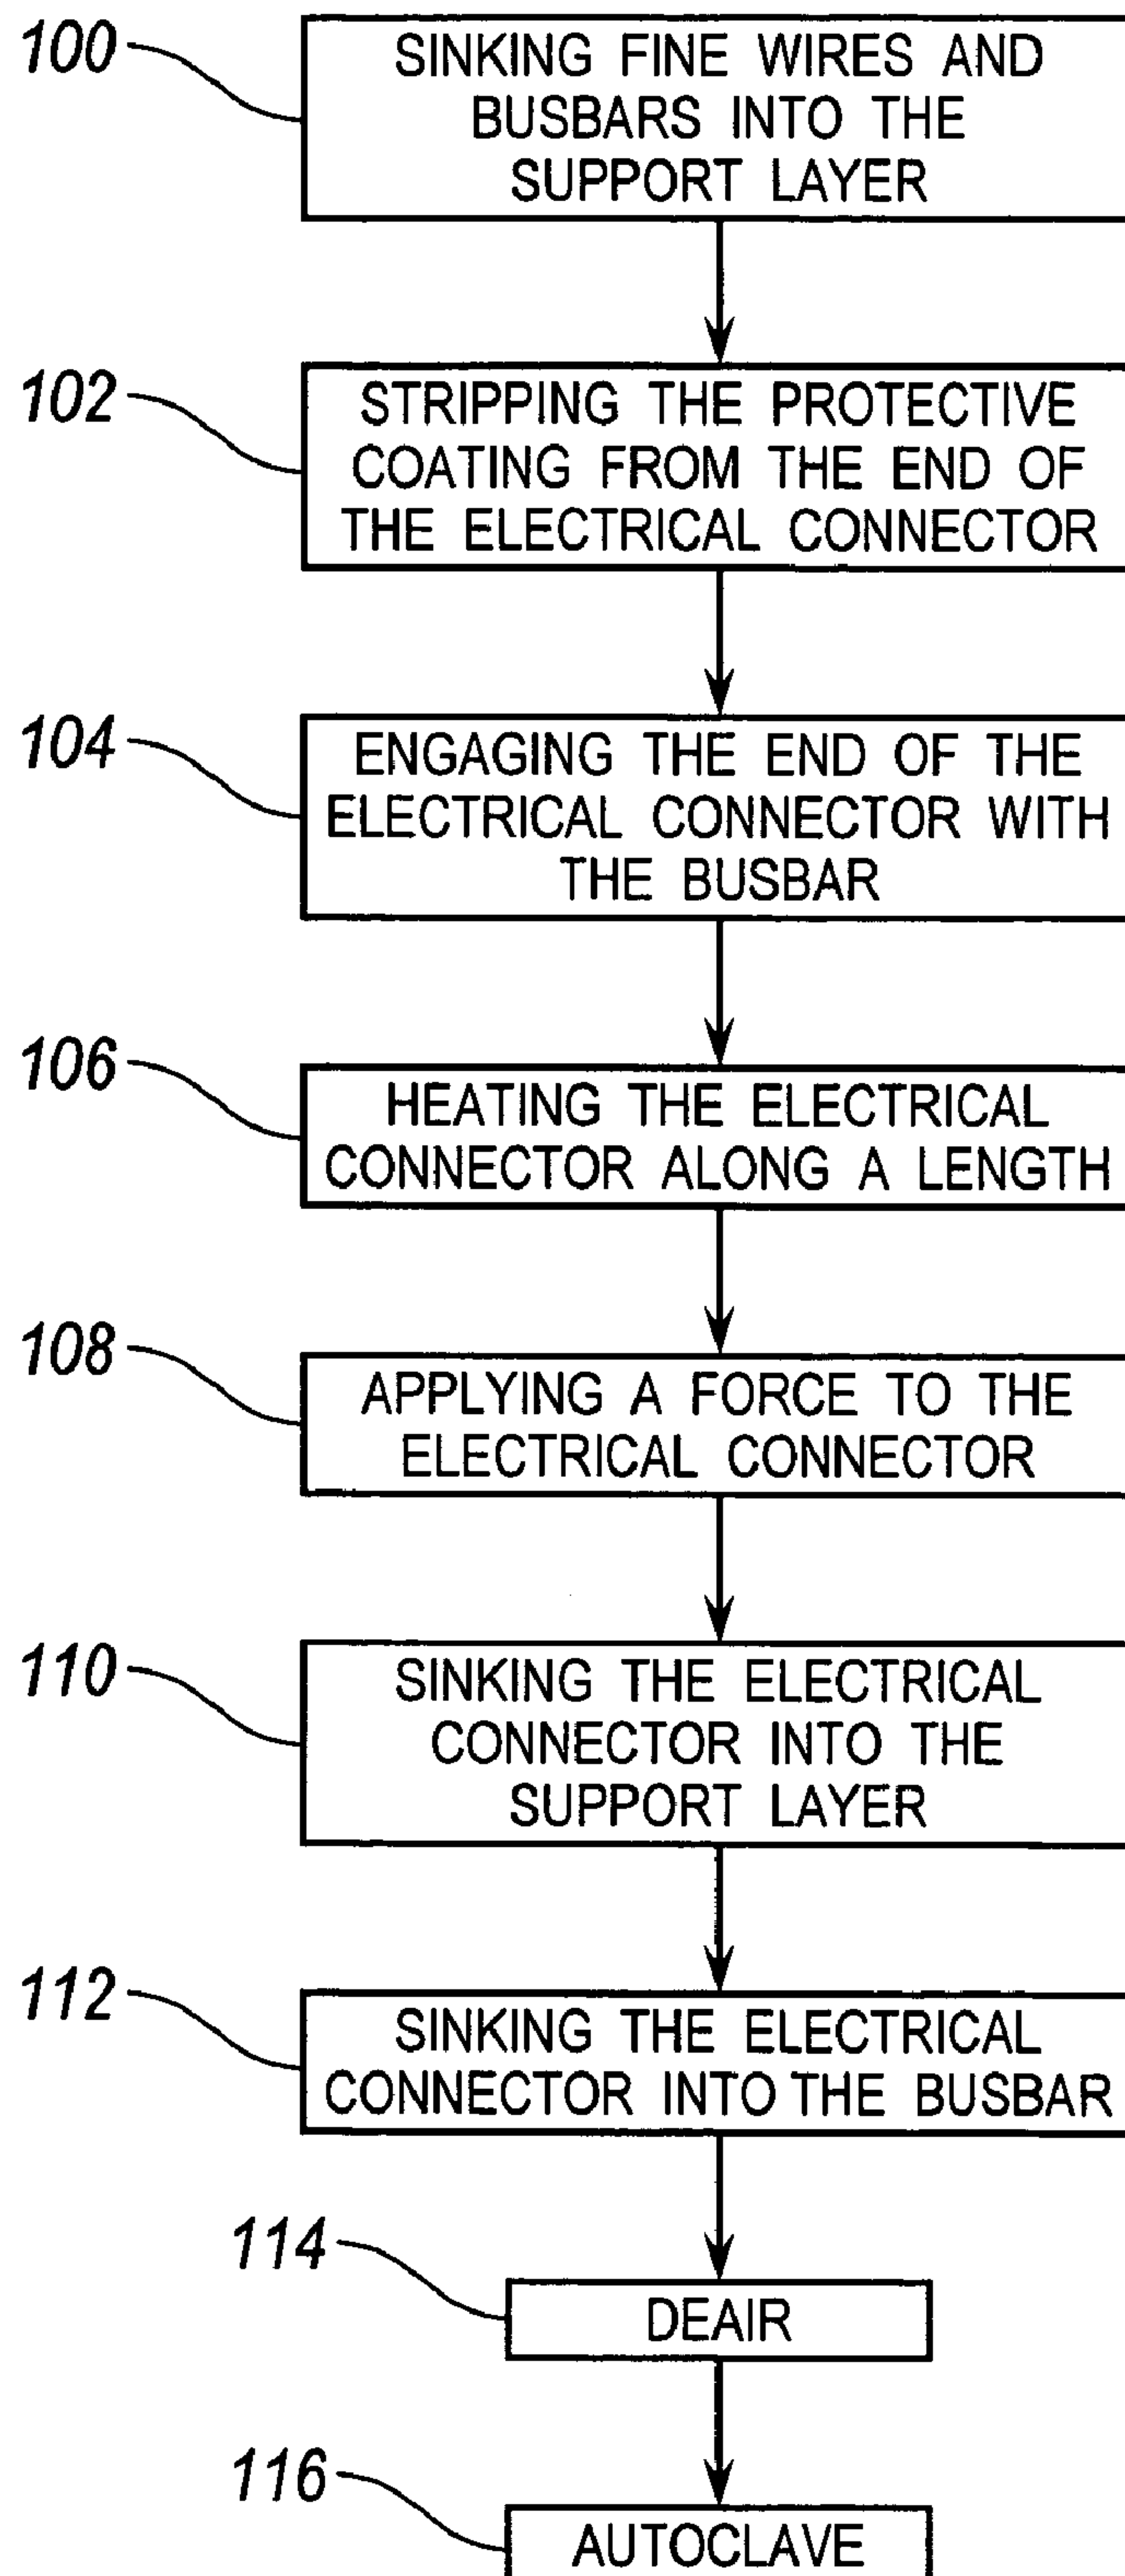 100
SINKING FINE WIRES AND
BUSBARS INTO THE
SUPPORT LAYER
102
STRIPPING THE PROTECTIVE
COATING FROM THE END OF
THE ELECTRICAL CONNECTOR
104
ENGAGING THE END OF THE
ELECTRICAL CONNECTOR WITH
THE BUSBAR
106
HEATING THE ELECTRICAL
CONNECTOR ALONG A LENGTH
108
APPLYING A FORCE TO THE
ELECTRICAL CONNECTOR
110
SINKING THE ELECTRICAL
CONNECTOR INTO THE
SUPPORT LAYER
112
SINKING THE ELECTRICAL
CONNECTOR INTO THE BUSBAR
114
DEAIR
116
AUTOCLAVE